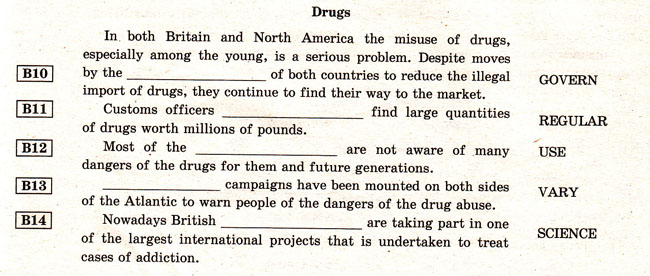 Drugs
In both Britain and North America the misuse of drugs,
especially among the young, is a serious problem. Despite moves
B10 by the ____________ of both countries to reduce the illegal GOVERN
import of drugs, they continue to find their way to the market.
B11 Customs officers ____________ find large quantities REGULAR
of drugs worth millions of pounds.
B12 Most of the ____________ are not aware of many USE
dangers of the drugs for them and future generations.
B13 ____________ campaigns have been mounted on both sides VARY
of the Atlantic to warn people of the dangers of the drug abuse.
B14 Nowadays British ____________ are taking part in one SCIENCE
of the largest international projects that is undertaken to treat
cases of addiction.